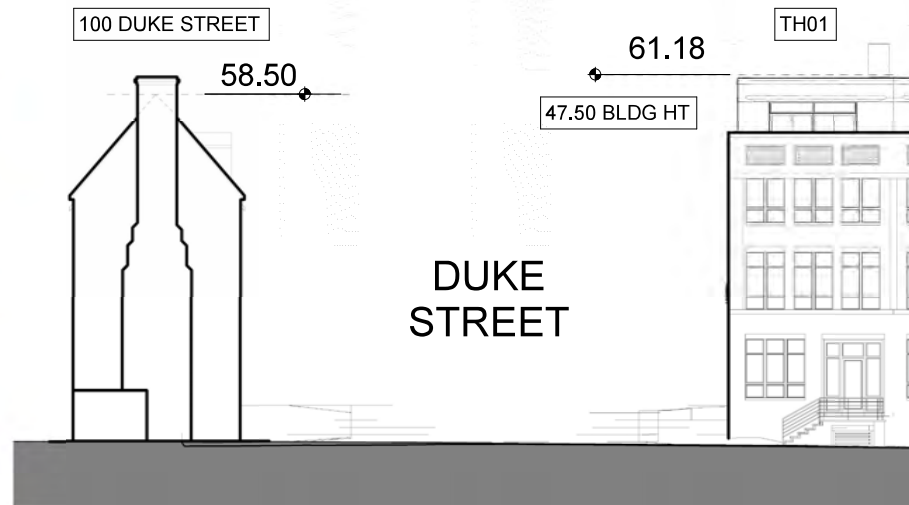 100 DUKE STREET
TH01
58.50
61.18
47.50 BLDG HT
DUKE
STREET